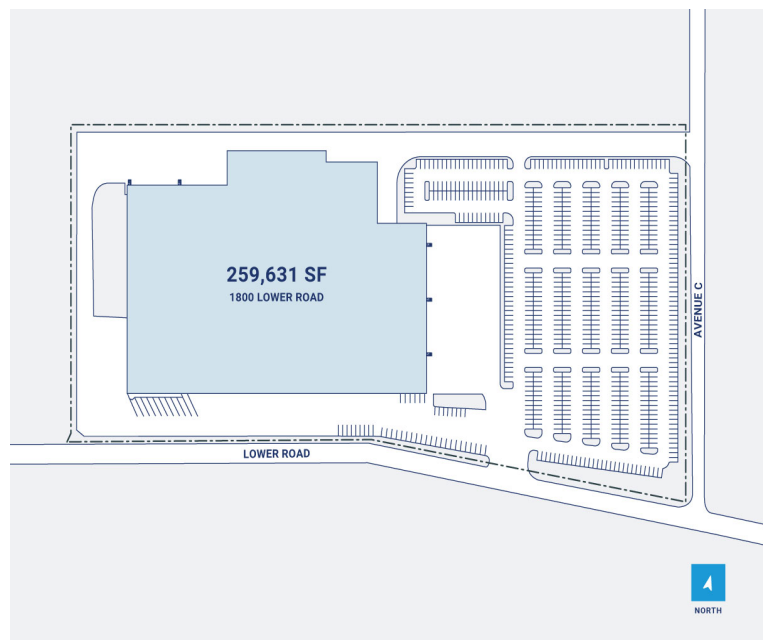 259,631 SF
1800 LOWER ROAD
AVENUE C
LOWER ROAD
NORTH